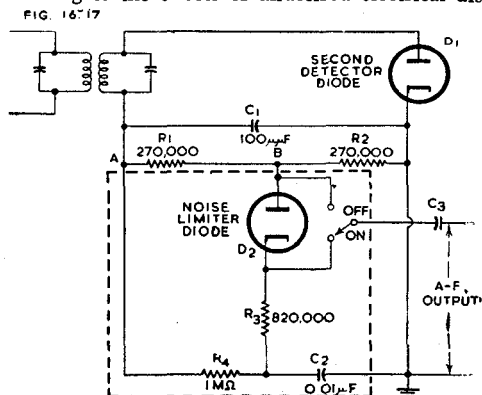 FIG. 16·17
D1
SECOND
DETECTOR
DIODE
C1
100μμF
R1
270,000
R2
270,000
A
B
NOISE
LIMITER
DIODE
D2
OFF
ON
C3
A-F.
OUTPUT
R3 820,000
R4
1MΩ
C2
0.01μF